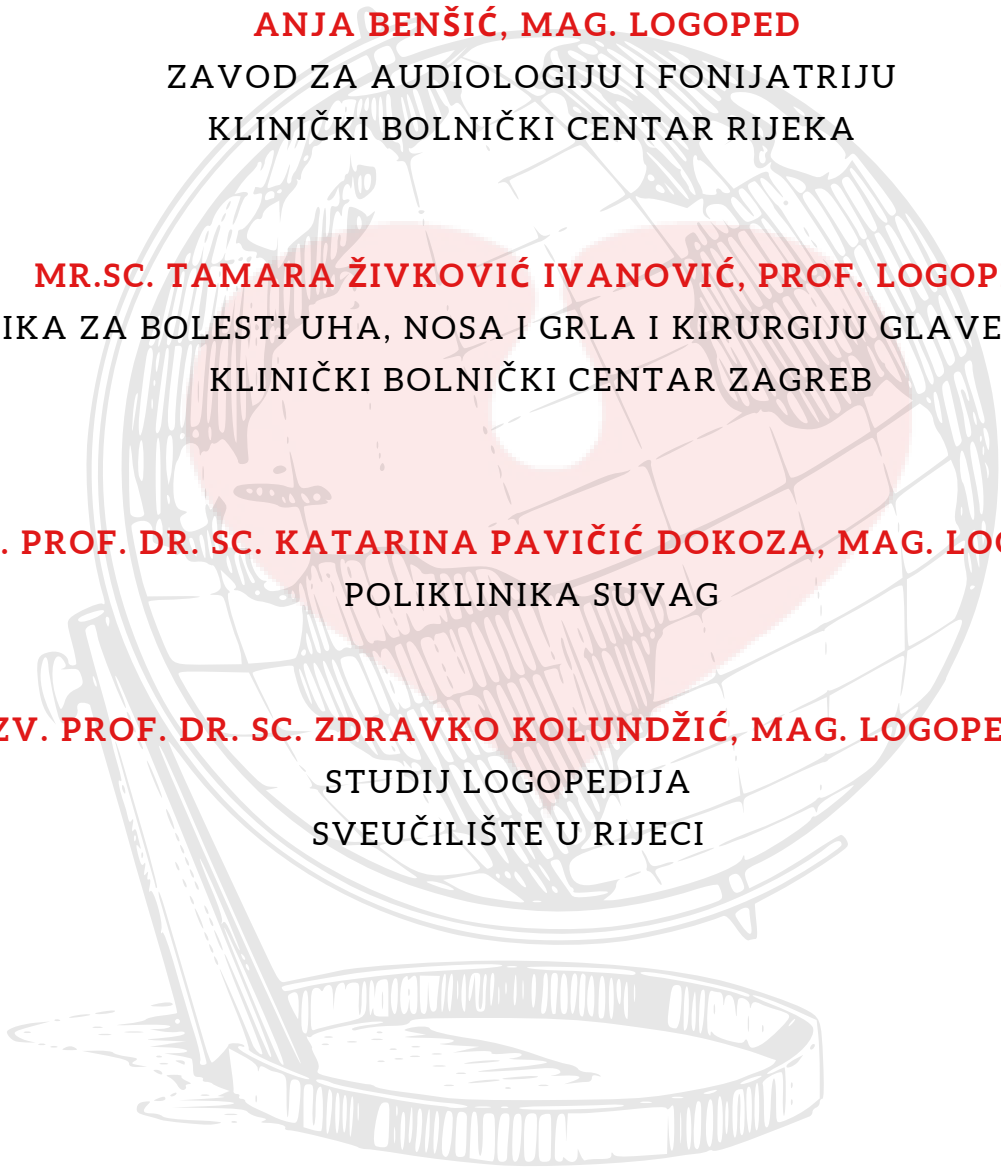 ANJA BENŠIĆ, MAG. LOGOPED
ZAVOD ZA AUDIOLOGIJU I FONIJATRIJU
KLINIČKI BOLNIČKI CENTAR RIJEKA
MR.SC. TAMARA ŽIVKOVIĆ IVANOVIĆ, PROF. LOGOP
IKA ZA BOLESTI UHA, NOSA I GRLA I KIRURGIJU GLAVE
KLINIČKI BOLNIČKI CENTAR ZAGREB
. PROF. DR. SC. KATARINA PAVIČIĆ DOKOZA, MAG. LOG
POLIKLINIKA SUVAG
ZV. PROF. DR. SC. ZDRAVKO KOLUNDŽIĆ, MAG. LOGOPE
STUDIJ LOGOPEDIJA
SVEUČILIŠTE U RIJECI